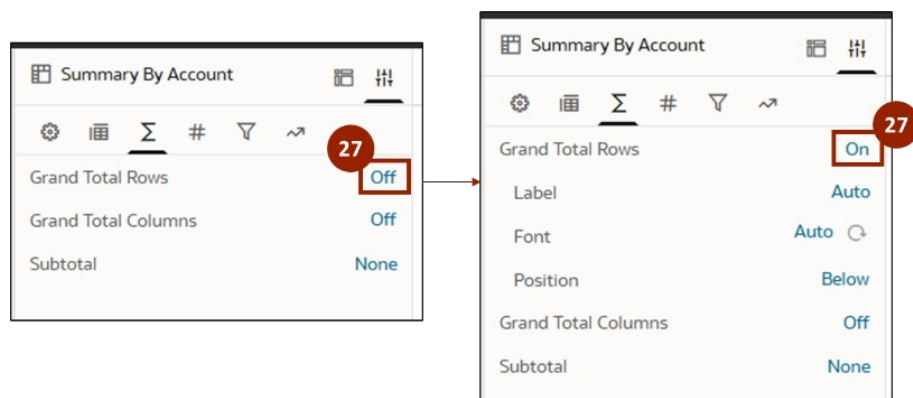 Summary By Account
27
Grand Total Rows Off
Grand Total Columns Off
Subtotal None
Summary By Account
27
Grand Total Rows On
Label Auto
Font Auto
Position Below
Grand Total Columns Off
Subtotal None